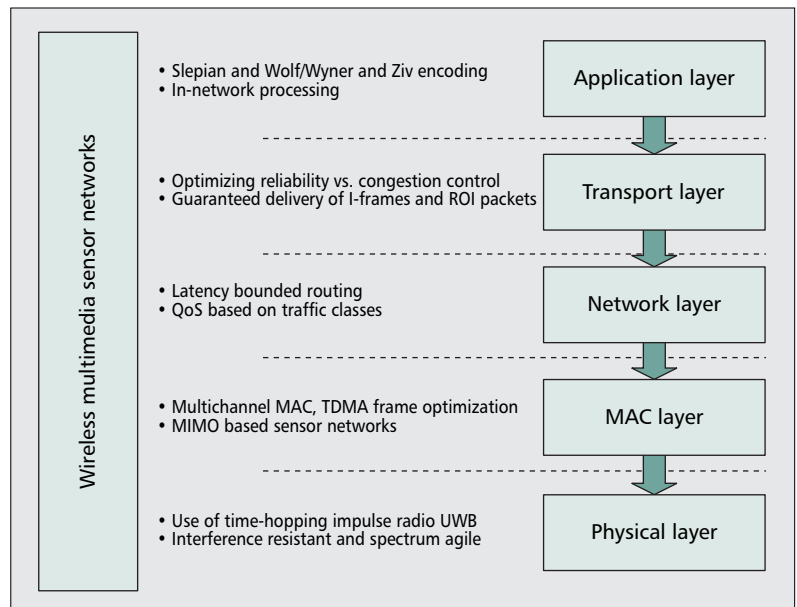 Wireless multimedia sensor networks
• Slepian and Wolf/Wyner and Ziv encoding
• In-network processing
Application layer
• Optimizing reliability vs. congestion control
• Guaranteed delivery of I-frames and ROI packets
Transport layer
• Latency bounded routing
• QoS based on traffic classes
Network layer
• Multichannel MAC, TDMA frame optimization
• MIMO based sensor networks
MAC layer
• Use of time-hopping impulse radio UWB
• Interference resistant and spectrum agile
Physical layer